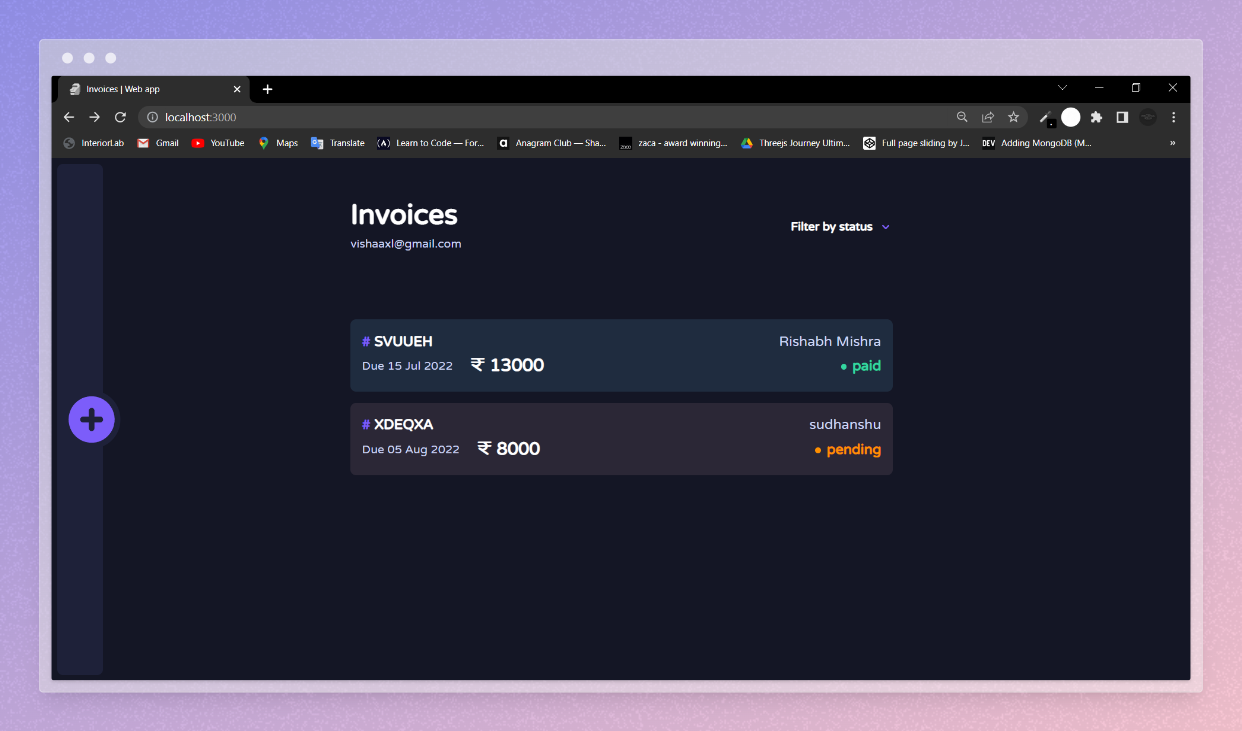 Invoices | Web app
localhost:3000
InteriorLab Gmail YouTube Maps Translate Learn to Code — For... Anagram Club — Sha... zaca - award winning... Threejs Journey Ultim... Full page sliding by J... DEV Adding MongoDB (M... »
Invoices
Filter by status
vishaaxl@gmail.com
# SVUUEH Rishabh Mishra
Due 15 Jul 2022 ₹ 13000 • paid
# XDEQXA sudhanshu
Due 05 Aug 2022 ₹ 8000 • pending